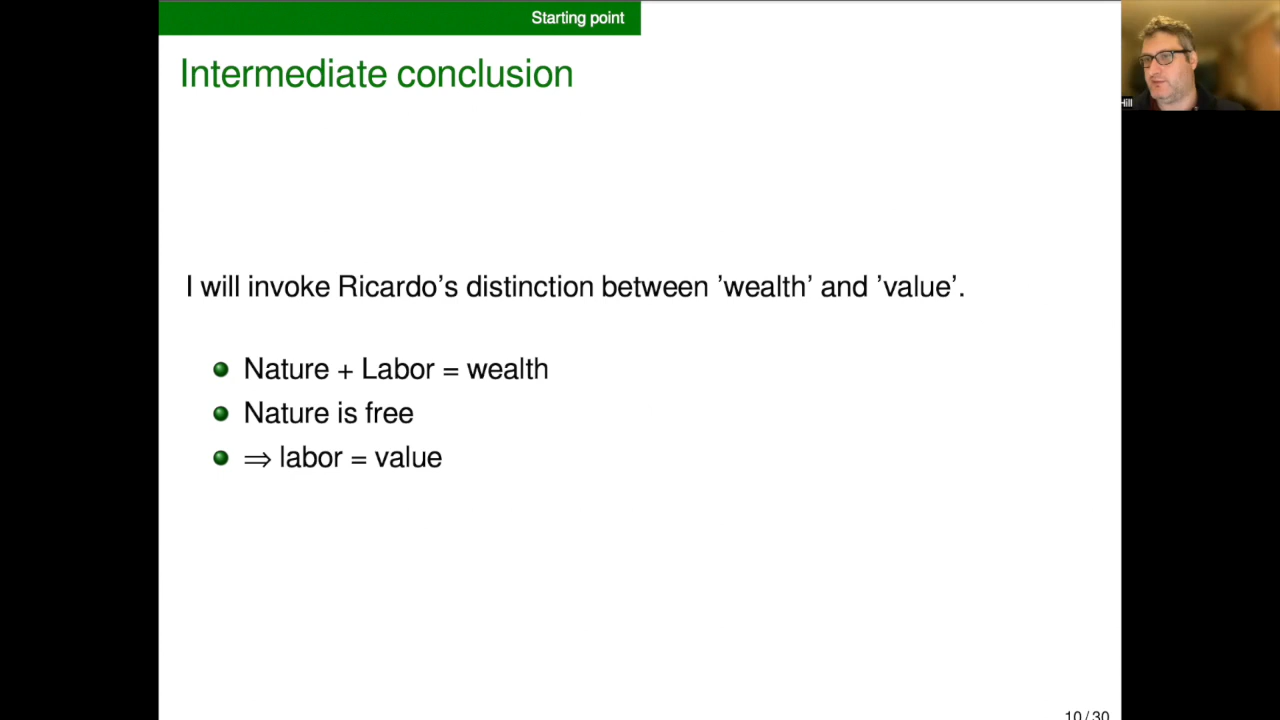 Starting point
Intermediate conclusion
Hill
I will invoke Ricardo's distinction between 'wealth' and 'value'.
Nature + Labor = wealth
Nature is free
⇒ labor = value
10 / 30